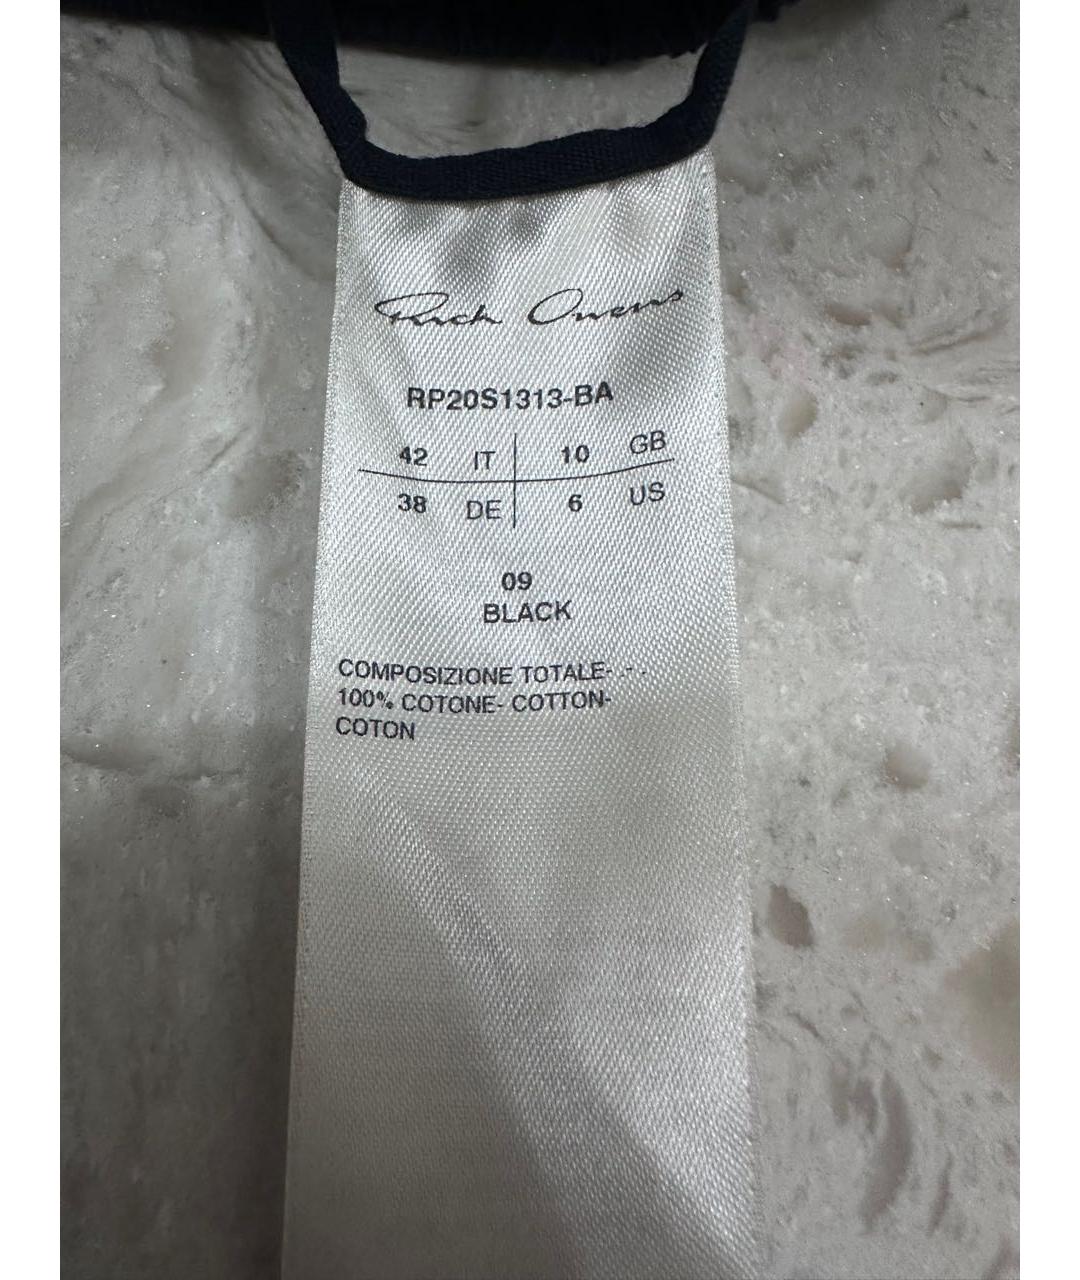 Rick Owens
RP20S1313-BA
42 IT 10 GB
38 DE 6 US
09
BLACK
COMPOSIZIONE TOTALE- - -
100% COTONE- COTTON-
COTON